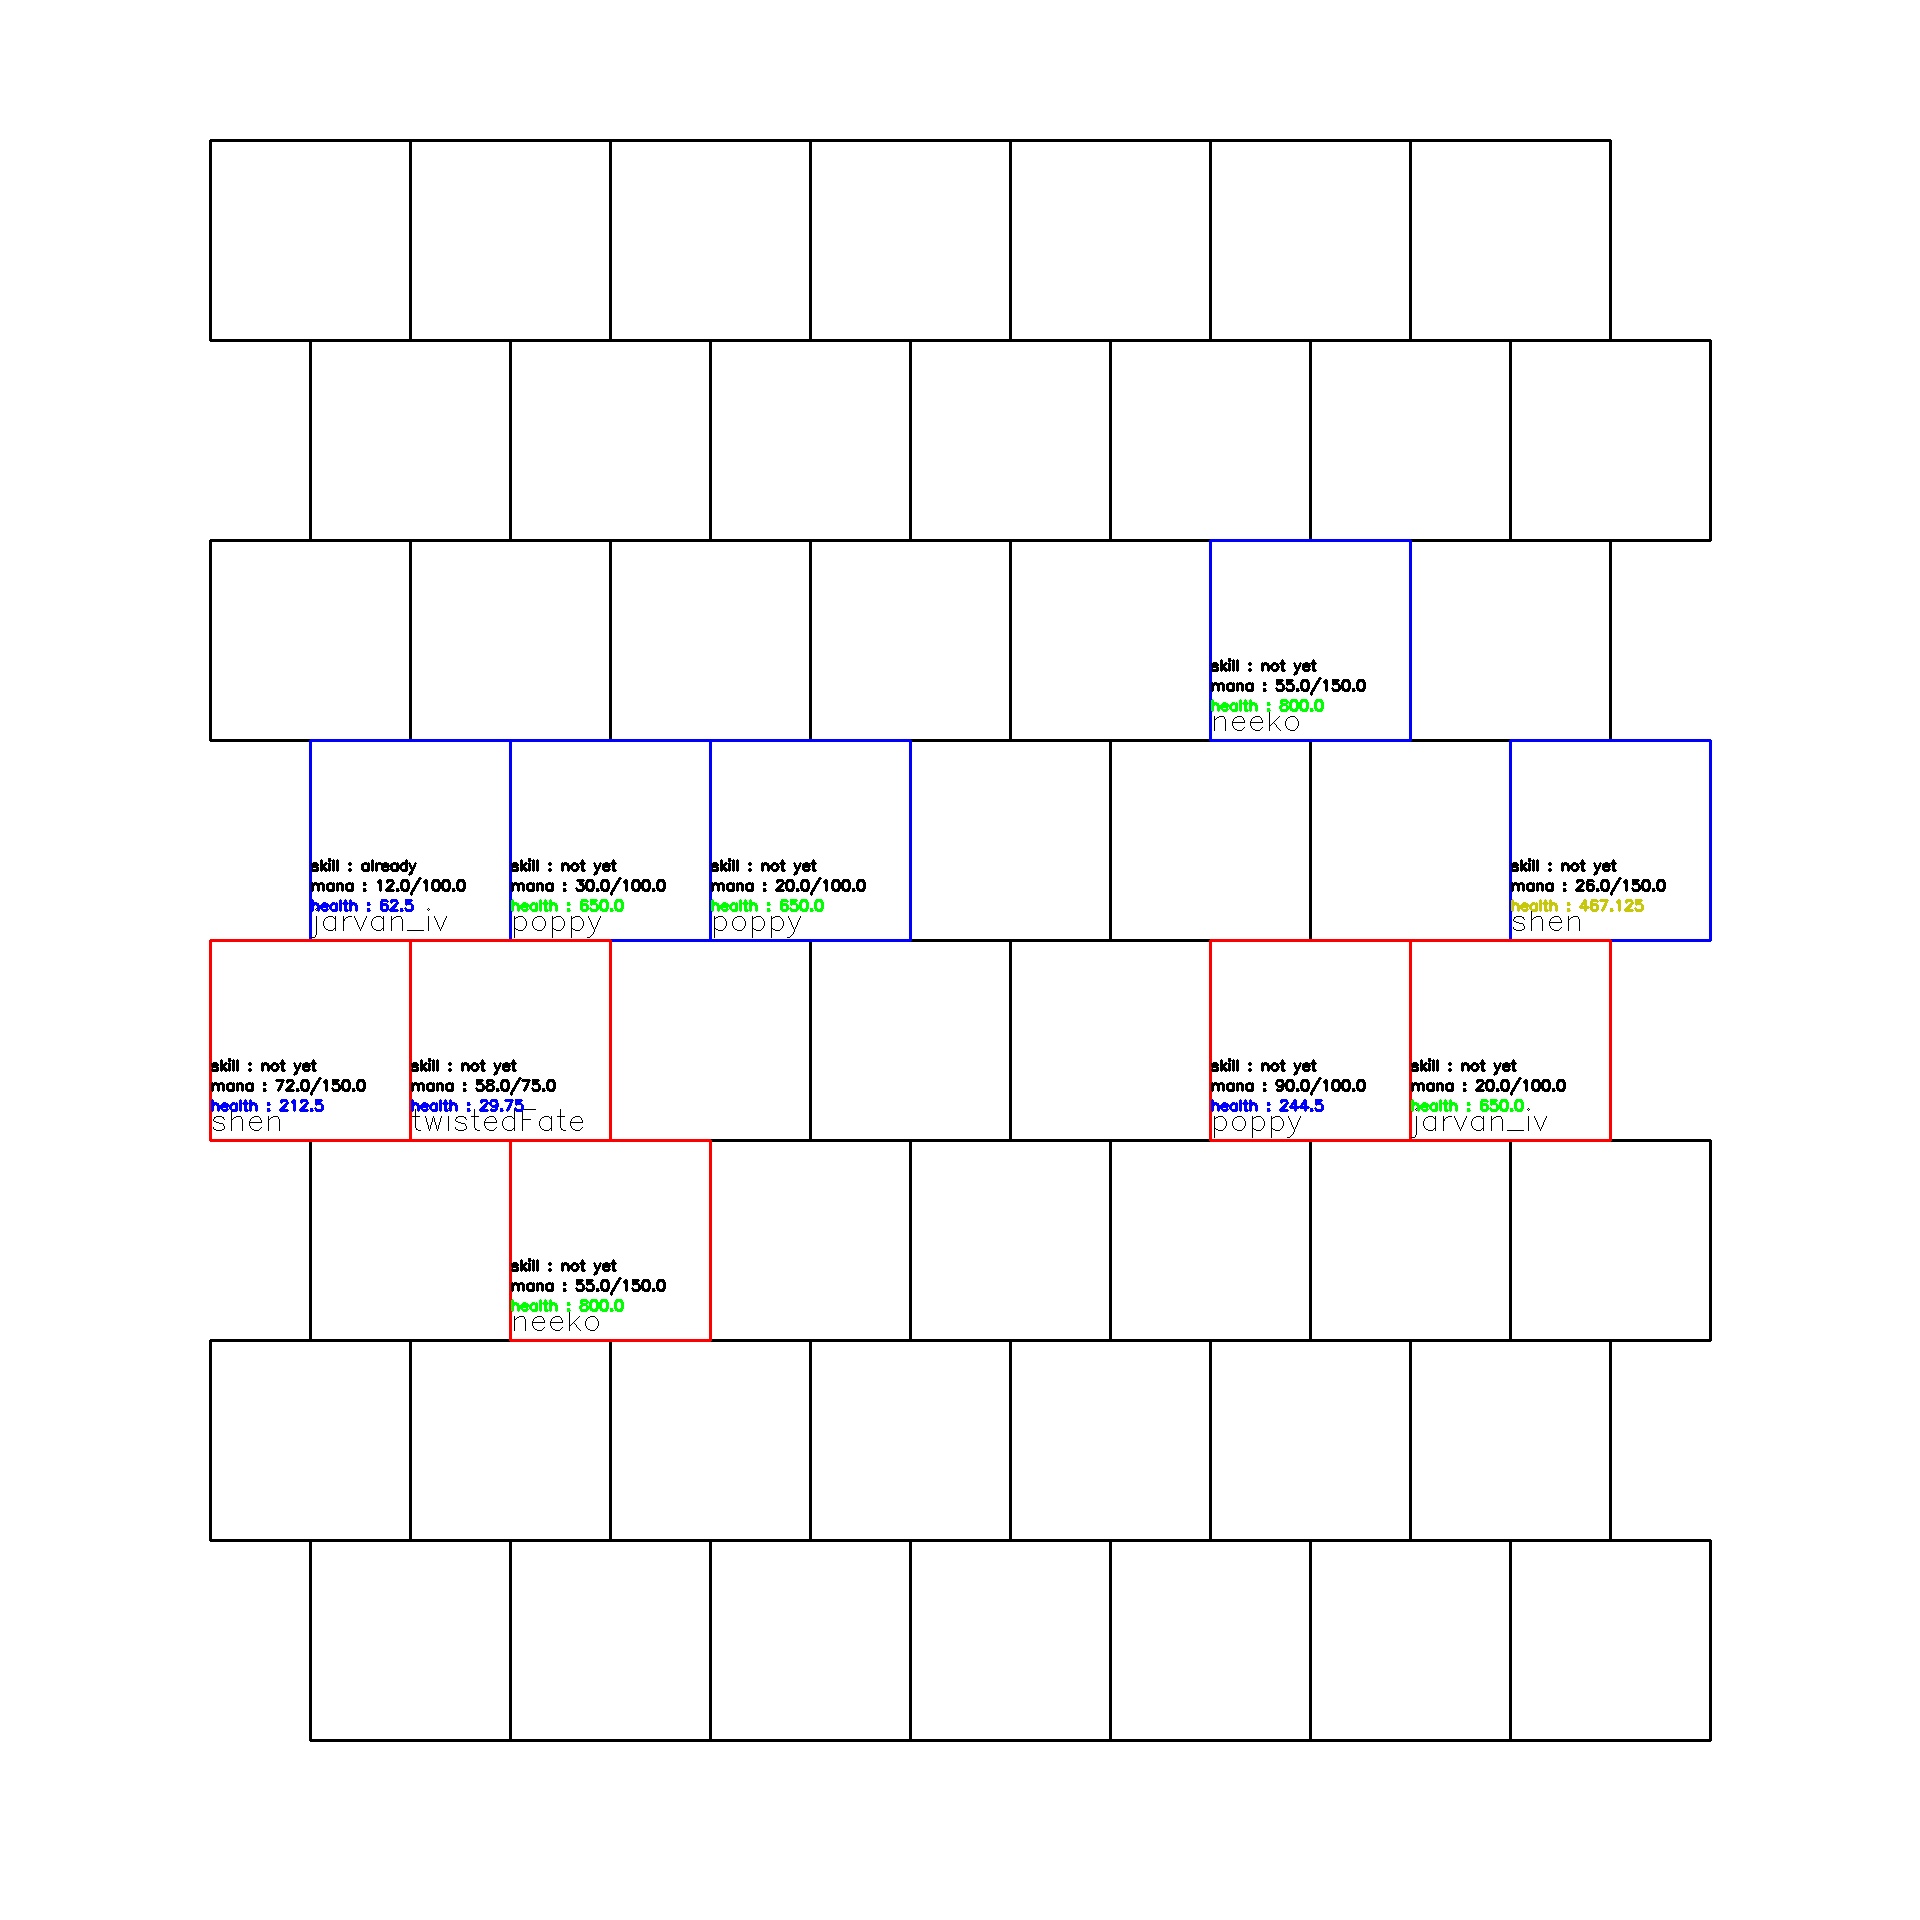 skill : not yet
mana : 55.0/150.0
health : 800.0
neeko
skill : already
mana : 12.0/100.0
health : 62.5
jarvan_iv
skill : not yet
mana : 30.0/100.0
health : 650.0
poppy
skill : not yet
mana : 20.0/100.0
health : 650.0
poppy
skill : not yet
mana : 26.0/150.0
health : 467.125
shen
skill : not yet
mana : 72.0/150.0
health : 212.5
shen
skill : not yet
mana : 58.0/75.0
health : 29.75
twistedFate
skill : not yet
mana : 90.0/100.0
health : 244.5
poppy
skill : not yet
mana : 20.0/100.0
health : 650.0
jarvan_iv
skill : not yet
mana : 55.0/150.0
health : 800.0
neeko